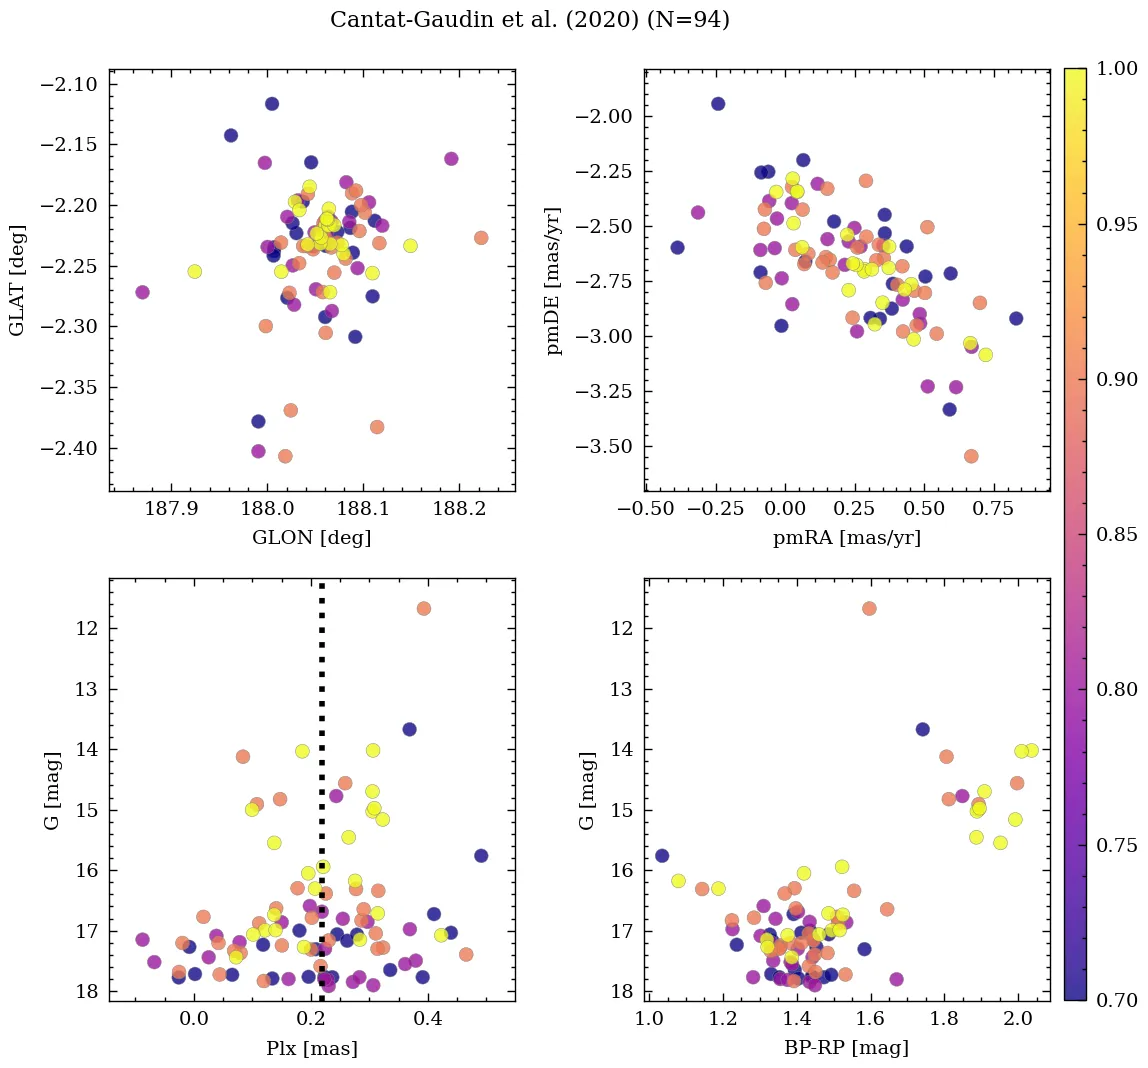 Cantat-Gaudin et al. (2020) (N=94)
−2.10
−2.15
−2.20
−2.25
−2.30
−2.35
−2.40
GLAT [deg]
187.9 188.0 188.1 188.2
GLON [deg]
−2.00
−2.25
−2.50
−2.75
−3.00
−3.25
−3.50
pmDE [mas/yr]
−0.50 −0.25 0.00 0.25 0.50 0.75
pmRA [mas/yr]
12
13
14
15
16
17
18
G [mag]
0.0 0.2 0.4
Plx [mas]
12
13
14
15
16
17
18
G [mag]
1.0 1.2 1.4 1.6 1.8 2.0
BP-RP [mag]
1.00
0.95
0.90
0.85
0.80
0.75
0.70